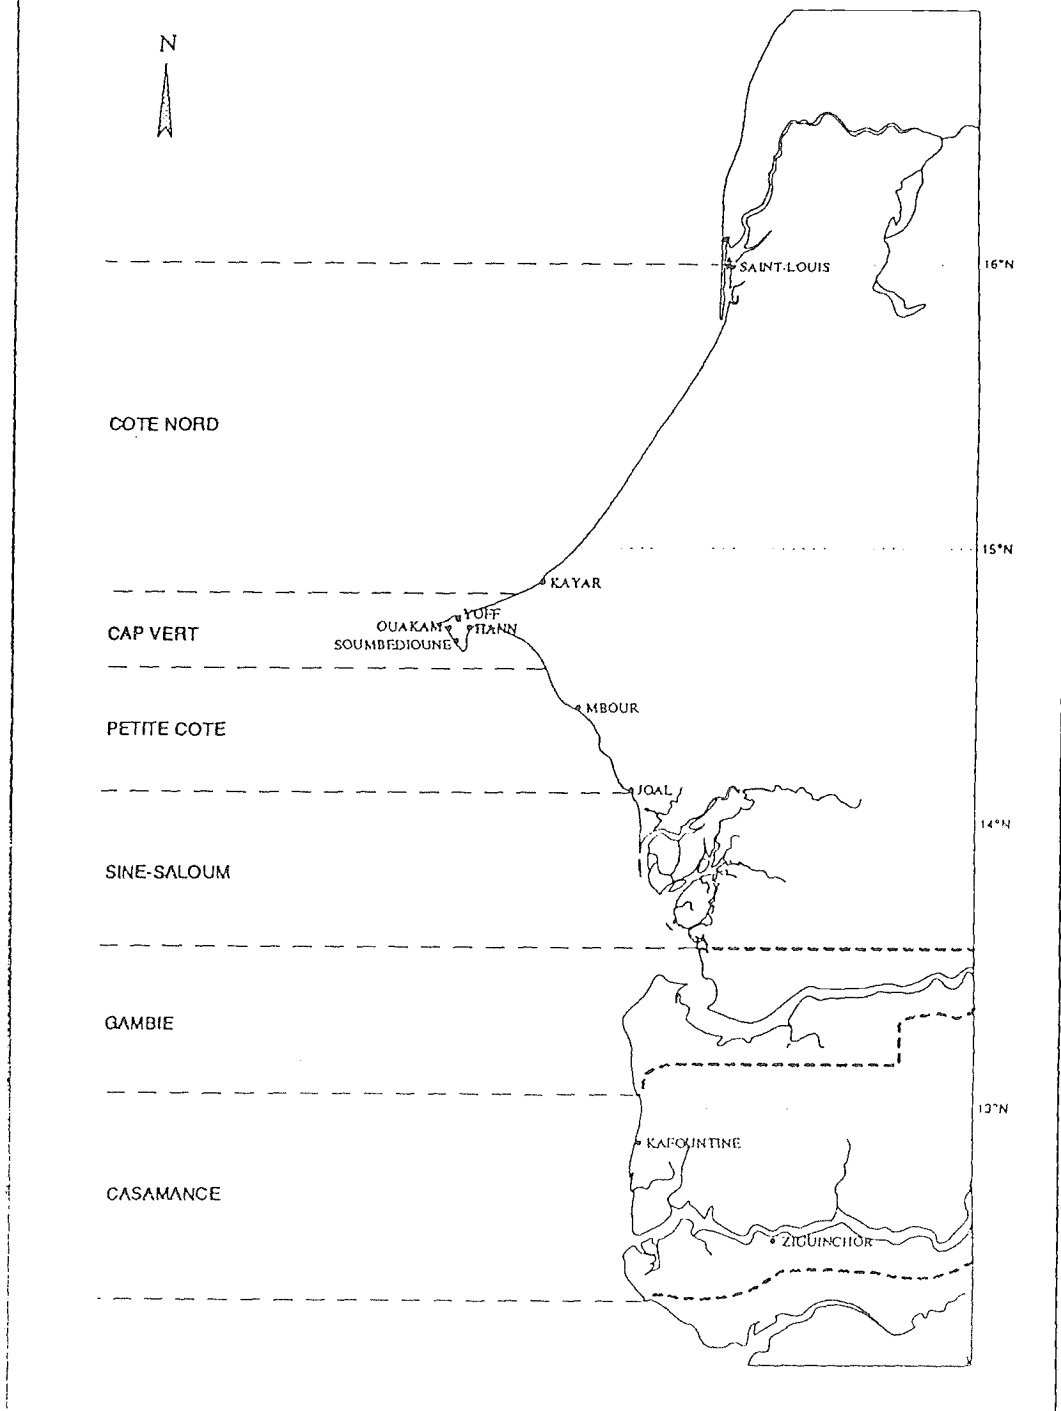 N
SAINT-LOUIS
16°N
COTE NORD
15°N
KAYAR
YOFF
CAP VERT
OUAKAM
HANN
SOUMBEDIOUNE
MBOUR
PETITE COTE
JOAL
14°N
SINE-SALOUM
GAMBIE
13°N
KAFOUNTINE
CASAMANCE
ZIGUINCHOR